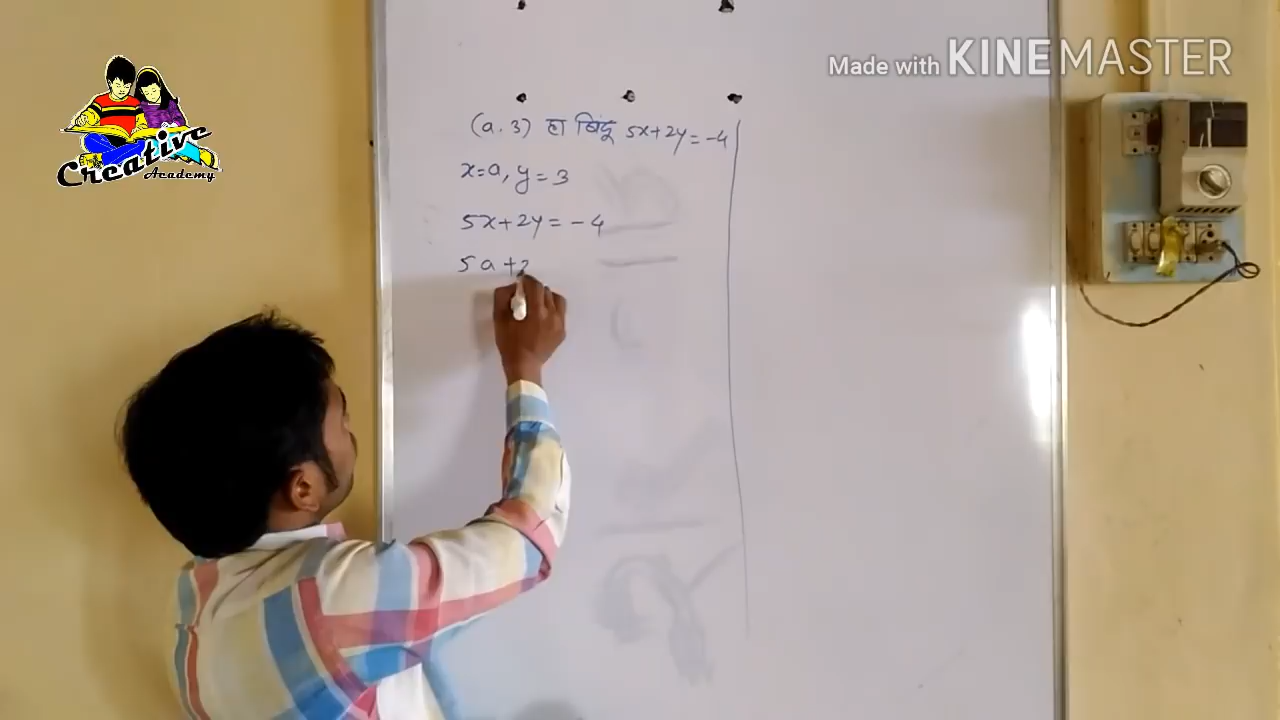 Made with KINEMASTER
Creative
Academy
(a, 3) हा बिंदू 5x+2y=-4
x=a, y=3
5x+2y=-4
5a+2